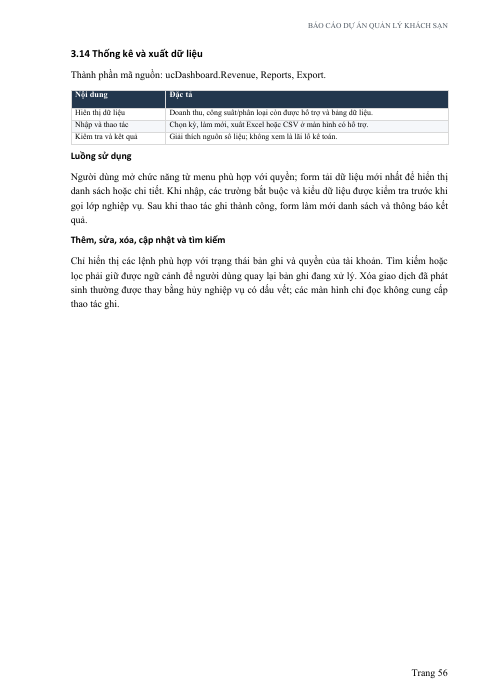 BÁO CÁO DỰ ÁN QUẢN LÝ KHÁCH SẠN
3.14 Thống kê và xuất dữ liệu
Thành phần mã nguồn: ucDashboard.Revenue, Reports, Export.
Nội dung Đặc tả
Hiển thị dữ liệu Doanh thu, công suất/phân loại còn được hỗ trợ và bảng dữ liệu.
Nhập và thao tác Chọn kỳ, làm mới, xuất Excel hoặc CSV ở màn hình có hỗ trợ.
Kiểm tra và kết quả Giải thích nguồn số liệu; không xem là lãi lỗ kế toán.
Luồng sử dụng
Người dùng mở chức năng từ menu phù hợp với quyền; form tải dữ liệu mới nhất để hiển thị
danh sách hoặc chi tiết. Khi nhập, các trường bắt buộc và kiểu dữ liệu được kiểm tra trước khi
gọi lớp nghiệp vụ. Sau khi thao tác ghi thành công, form làm mới danh sách và thông báo kết
quả.
Thêm, sửa, xóa, cập nhật và tìm kiếm
Chỉ hiển thị các lệnh phù hợp với trạng thái bản ghi và quyền của tài khoản. Tìm kiếm hoặc
lọc phải giữ được ngữ cảnh để người dùng quay lại bản ghi đang xử lý. Xóa giao dịch đã phát
sinh thường được thay bằng hủy nghiệp vụ có dấu vết; các màn hình chỉ đọc không cung cấp
thao tác ghi.
Trang 56